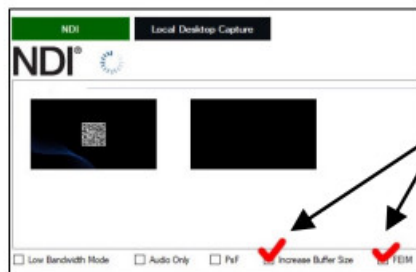 NDI
Local Desktop Capture
NDI®
Low Bandwidth Mode
Audio Only
PsF
Increase Buffer Size
FEIM